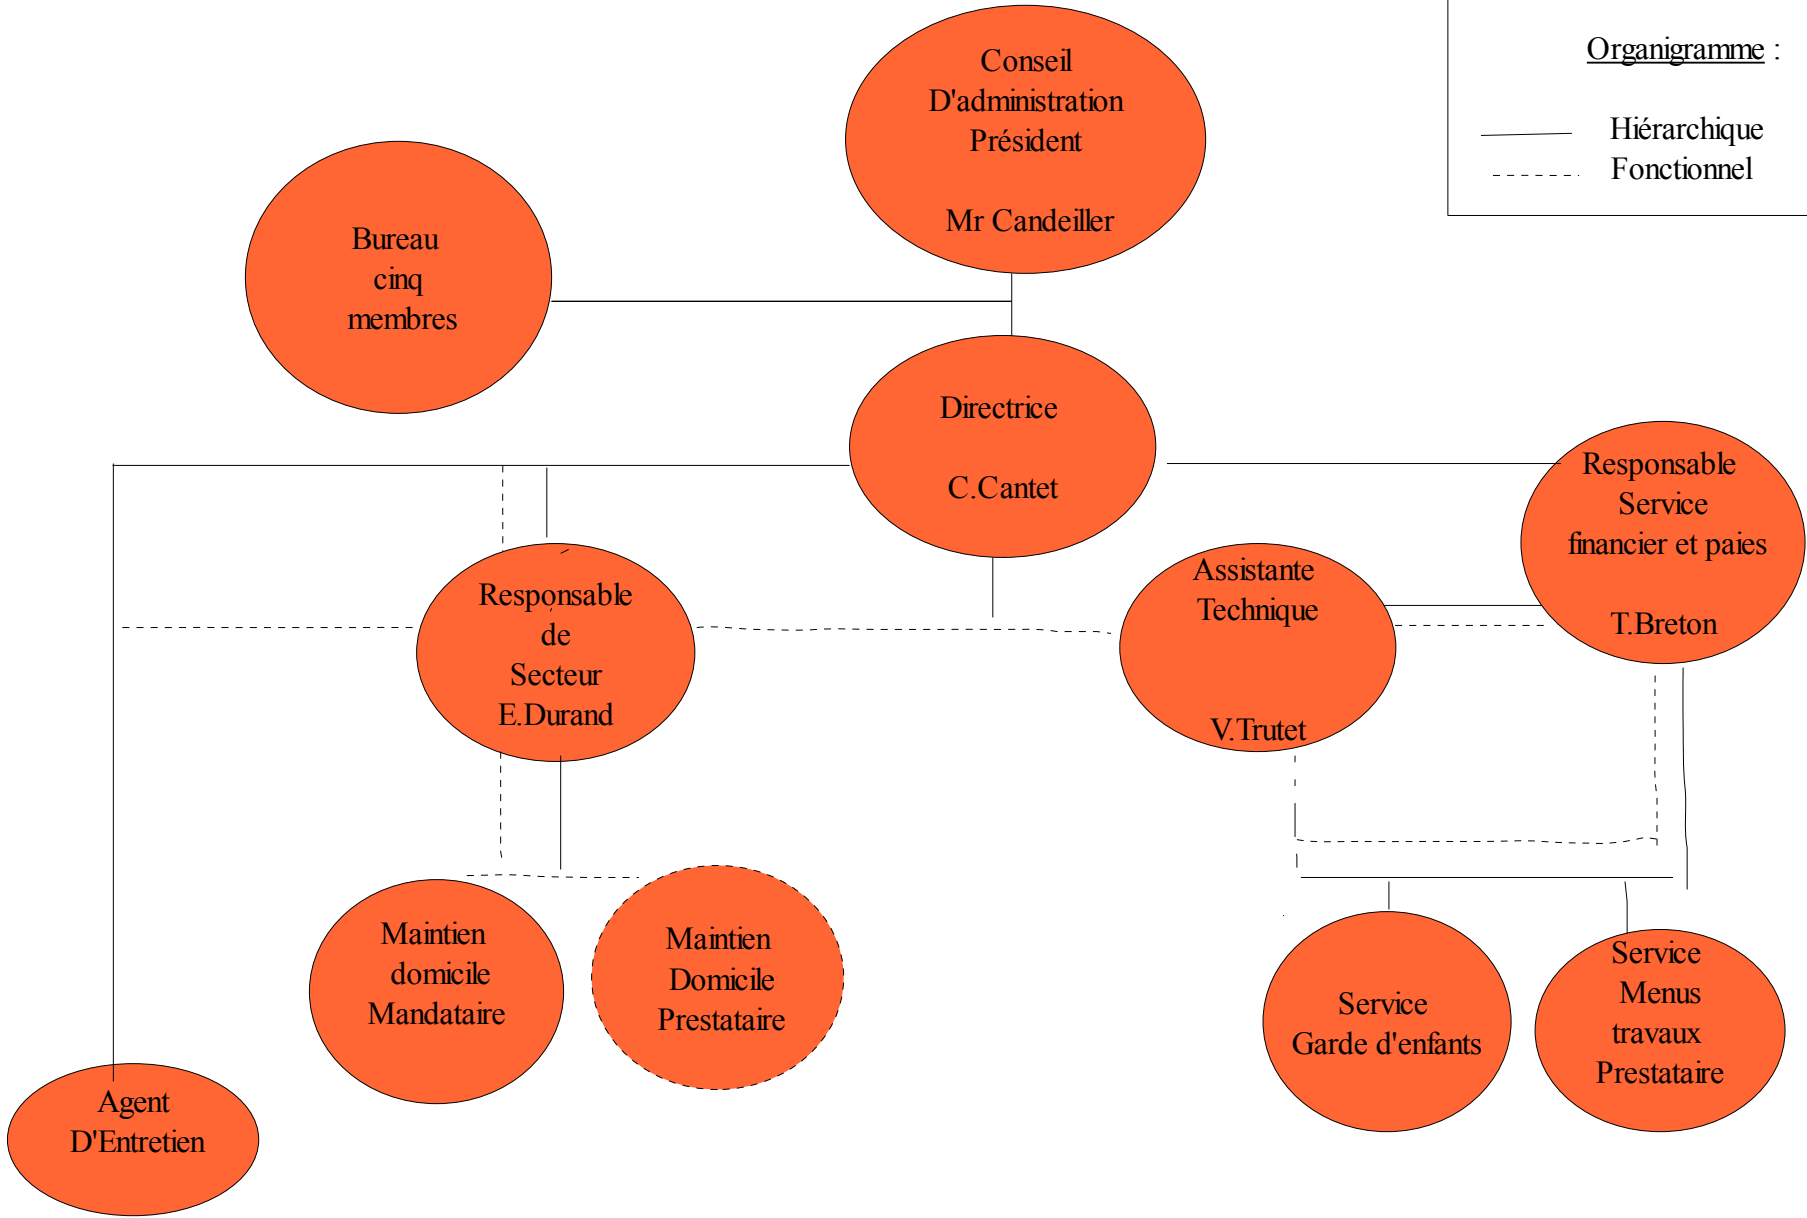 Organigramme :
Hiérarchique
Fonctionnel
Conseil
D'administration
Président
Mr Candeiller
Bureau
cinq
membres
Directrice
C.Cantet
Responsable
Service
financier et paies
T.Breton
Assistante
Technique
V.Trutet
Responsable
de
Secteur
E.Durand
Maintien
domicile
Mandataire
Maintien
Domicile
Prestataire
Service
Garde d'enfants
Service
Menus
travaux
Prestataire
Agent
D'Entretien